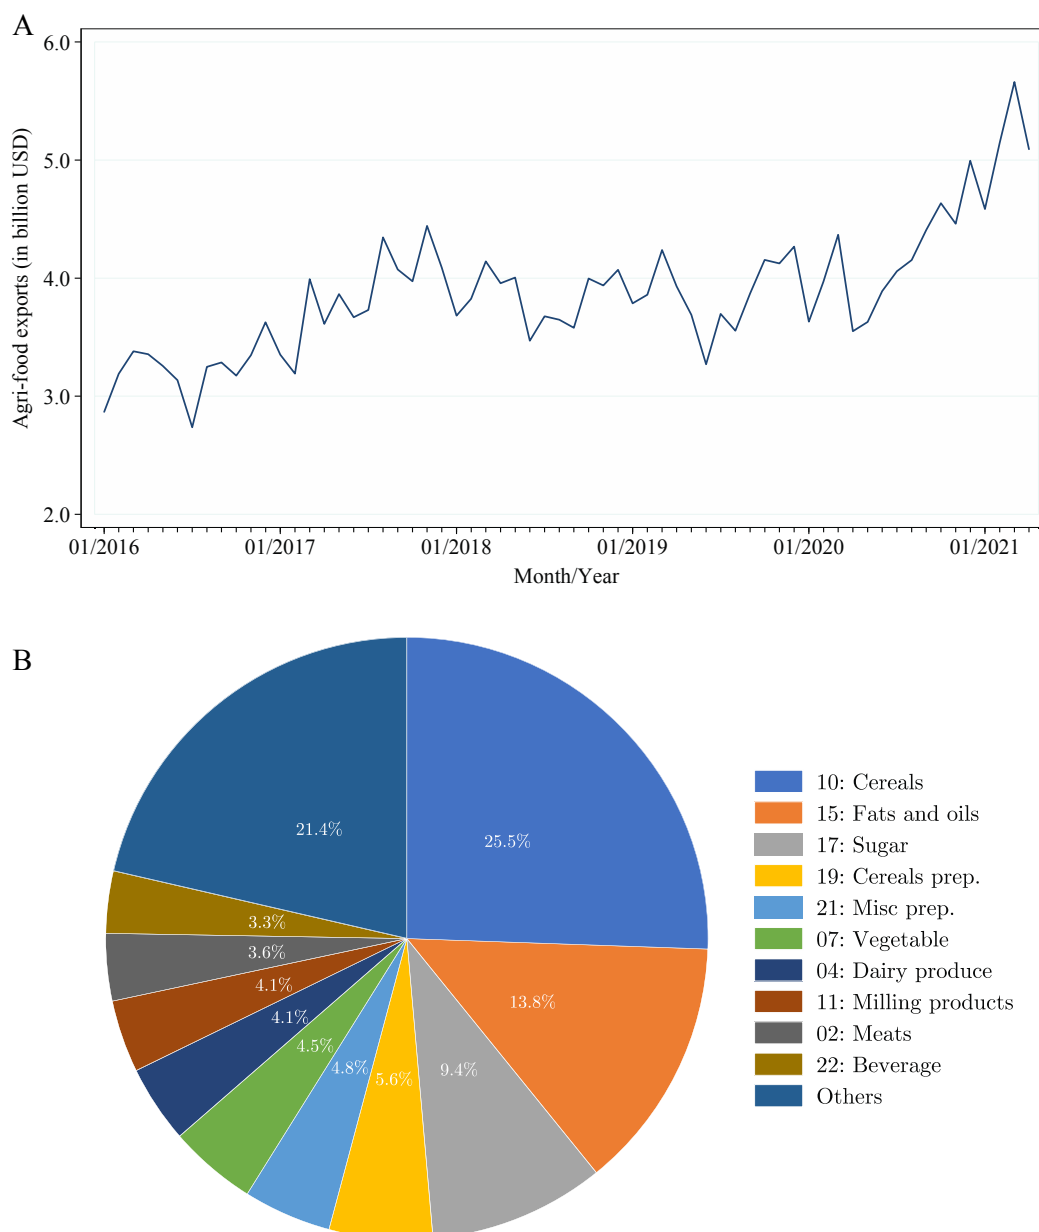 A
6.0
5.0
4.0
3.0
2.0
Agri-food exports (in billion USD)
01/2016 01/2017 01/2018 01/2019 01/2020 01/2021
Month/Year
B
21.4%
25.5%
3.3%
3.6%
4.1%
4.1%
4.5%
4.8%
5.6%
9.4%
13.8%
10: Cereals
15: Fats and oils
17: Sugar
19: Cereals prep.
21: Misc prep.
07: Vegetable
04: Dairy produce
11: Milling products
02: Meats
22: Beverage
Others